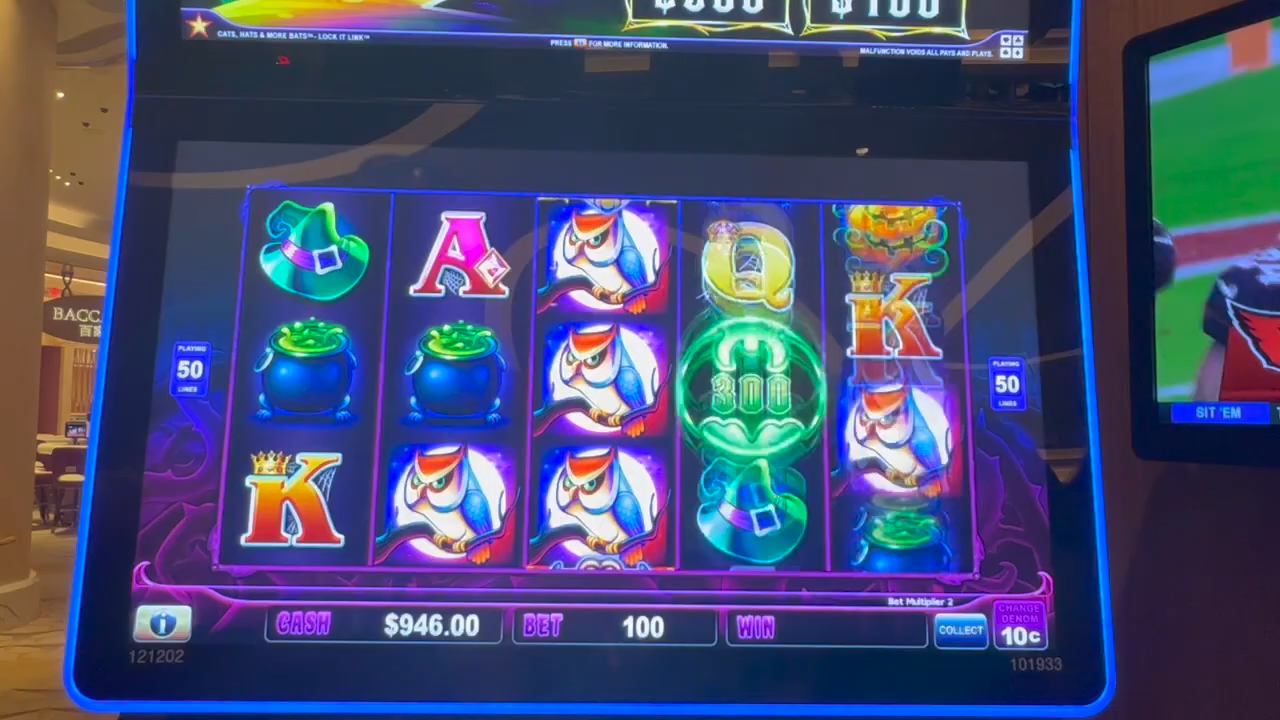 CATS, HATS & MORE BATS™ - LOCK IT LINK™
PRESS FOR MORE INFORMATION.
MALFUNCTION VOIDS ALL PAYS AND PLAYS.
$100
A
Q
K
300
K
PLAYING
50
LINES
PLAYING
50
LINES
BACC
SIT 'EM
Bet Multiplier 2
CASH $946.00
BET 100
WIN
COLLECT
CHANGE
DENOM
10¢
121202
101933